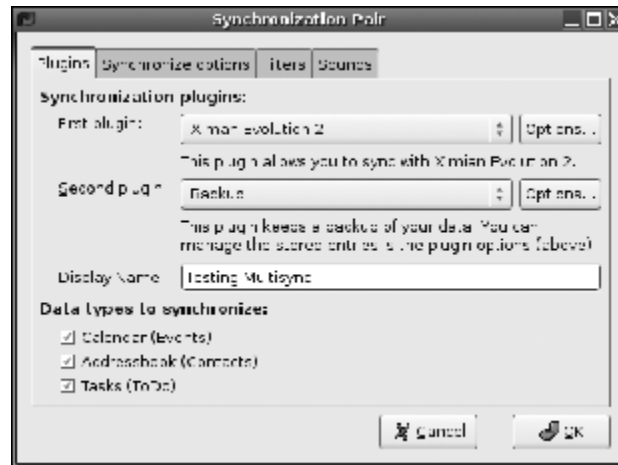 Synchronization Pair
Plugins Synchronize options Filters Sounds
Synchronization plugins:
First plugin: Ximian Evolution 2 Options...
This plugin allows you to sync with Ximian Evolution 2.
Second plugin Backup Options...
This plugin keeps a backup of your data. You can
manage the stored entries is the plugin options (above)
Display Name Testing Multisync
Data types to synchronize:
Calendar (Events)
Addressbook (Contacts)
Tasks (ToDo)
Cancel OK